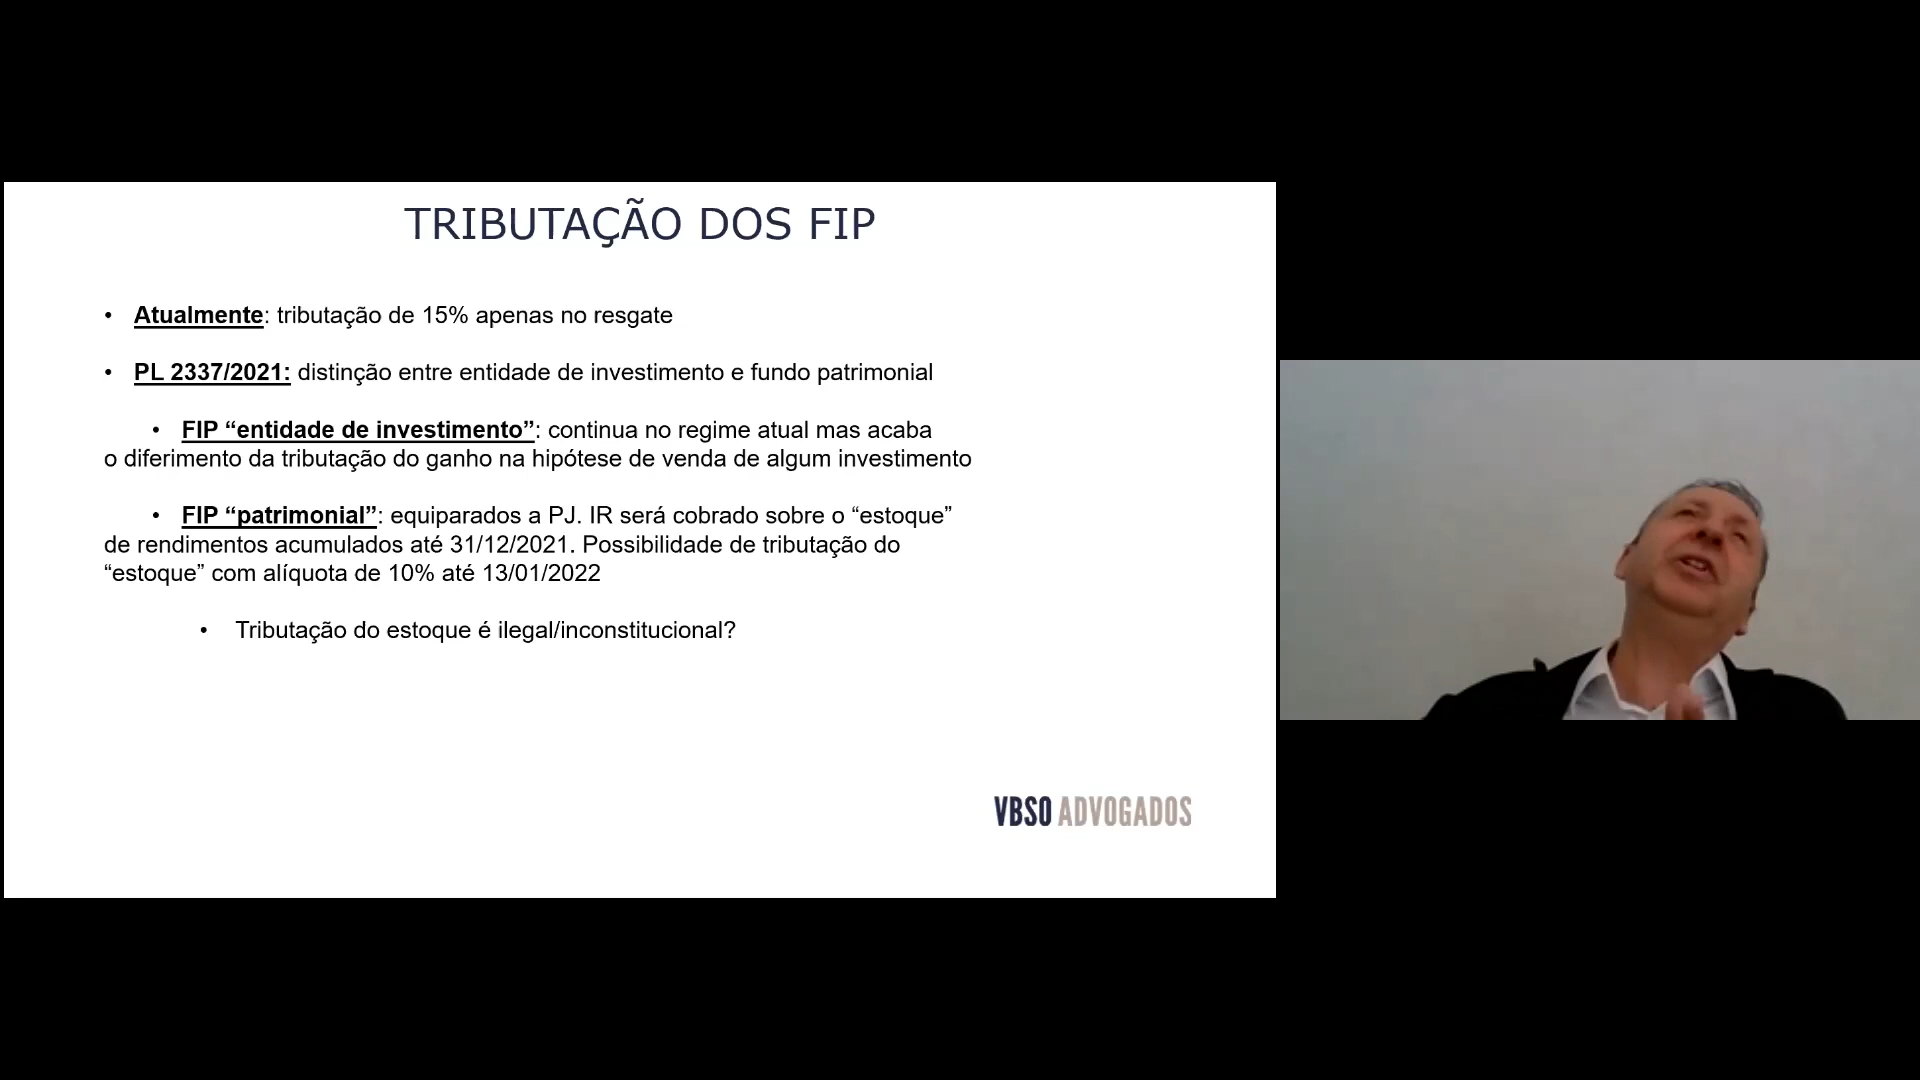 TRIBUTAÇÃO DOS FIP
• Atualmente: tributação de 15% apenas no resgate
• PL 2337/2021: distinção entre entidade de investimento e fundo patrimonial
• FIP “entidade de investimento”: continua no regime atual mas acaba
o diferimento da tributação do ganho na hipótese de venda de algum investimento
• FIP “patrimonial”: equiparados a PJ. IR será cobrado sobre o “estoque”
de rendimentos acumulados até 31/12/2021. Possibilidade de tributação do
“estoque” com alíquota de 10% até 13/01/2022
• Tributação do estoque é ilegal/inconstitucional?
VBSO ADVOGADOS